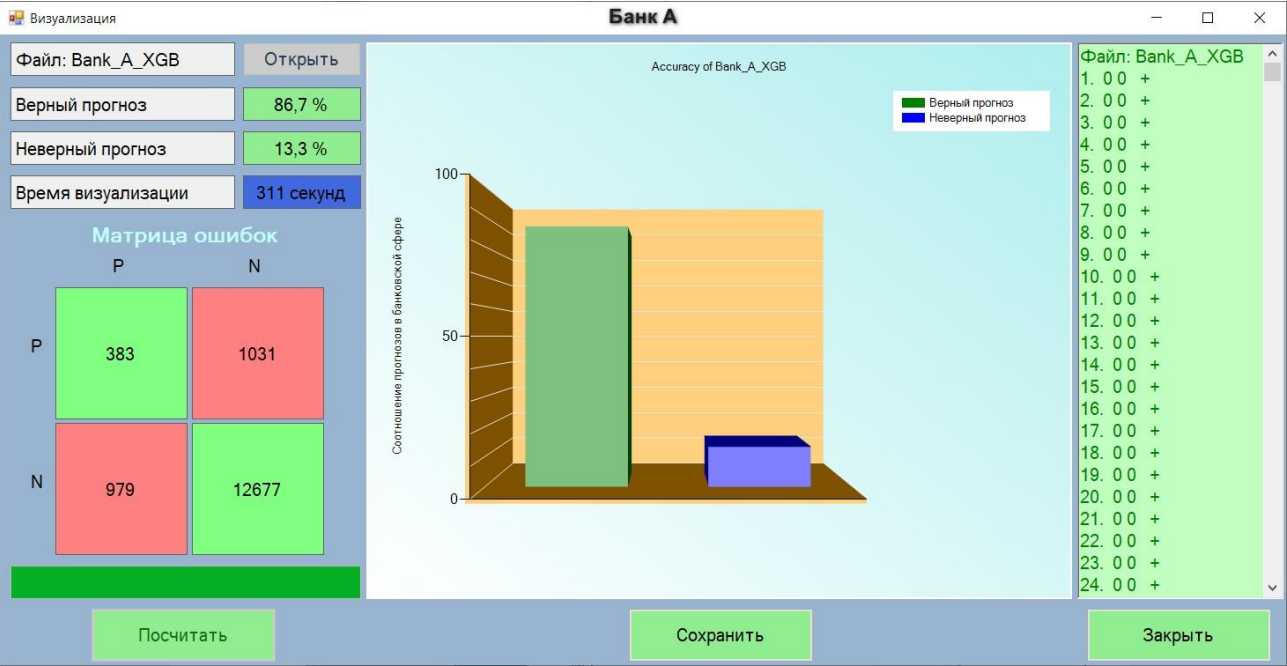 Визуализация
Банк А
Файл: Bank_A_XGB
Открыть
Верный прогноз
86,7 %
Неверный прогноз
13,3 %
Время визуализации
311 секунд
Матрица ошибок
P N
P 383 1031
N 979 12677
Посчитать
Accuracy of Bank_A_XGB
Верный прогноз
Неверный прогноз
Соотношение прогнозов в банковской сфере
100
50
0
Сохранить
Файл: Bank_A_XGB
1. 0 0 +
2. 0 0 +
3. 0 0 +
4. 0 0 +
5. 0 0 +
6. 0 0 +
7. 0 0 +
8. 0 0 +
9. 0 0 +
10. 0 0 +
11. 0 0 +
12. 0 0 +
13. 0 0 +
14. 0 0 +
15. 0 0 +
16. 0 0 +
17. 0 0 +
18. 0 0 +
19. 0 0 +
20. 0 0 +
21. 0 0 +
22. 0 0 +
23. 0 0 +
24. 0 0 +
Закрыть